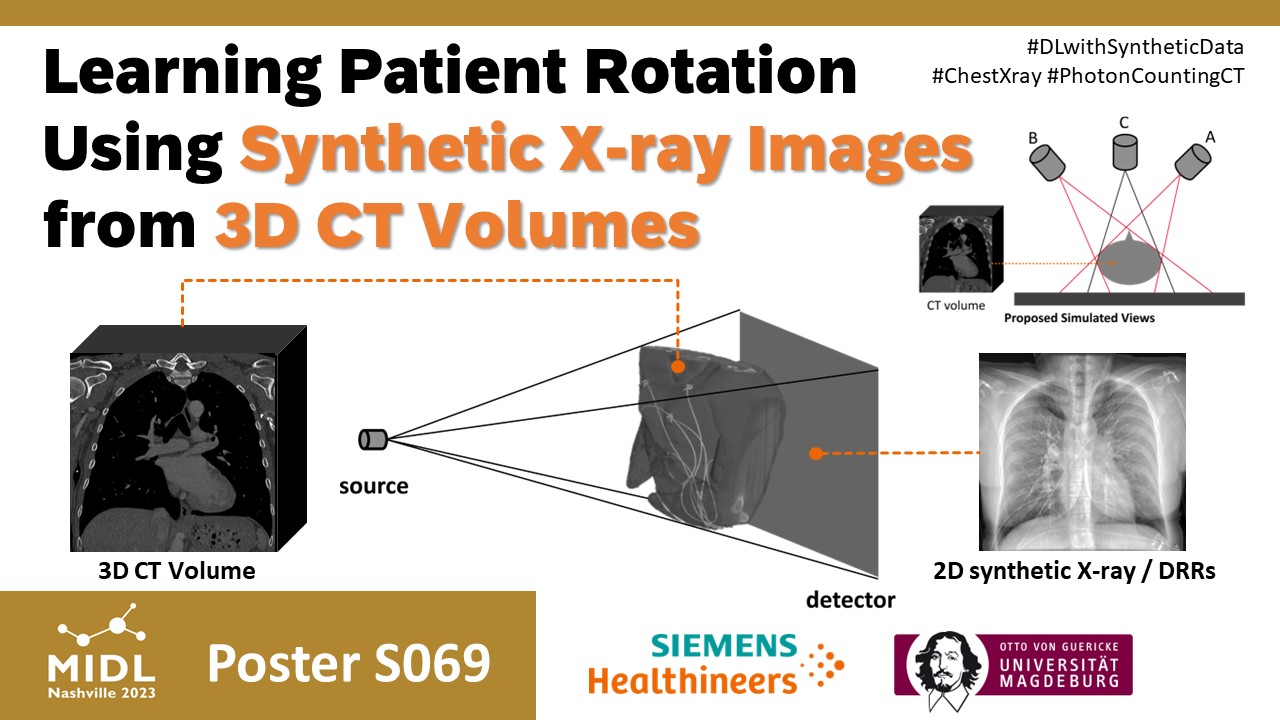 Learning Patient Rotation
Using Synthetic X-ray Images
from 3D CT Volumes
#DLwithSyntheticData
#ChestXray #PhotonCountingCT
B
C
A
CT volume
Proposed Simulated Views
source
detector
3D CT Volume
2D synthetic X-ray / DRRs
MIDL
Nashville 2023
Poster S069
SIEMENS
Healthineers
OTTO VON GUERICKE
UNIVERSITÄT
MAGDEBURG